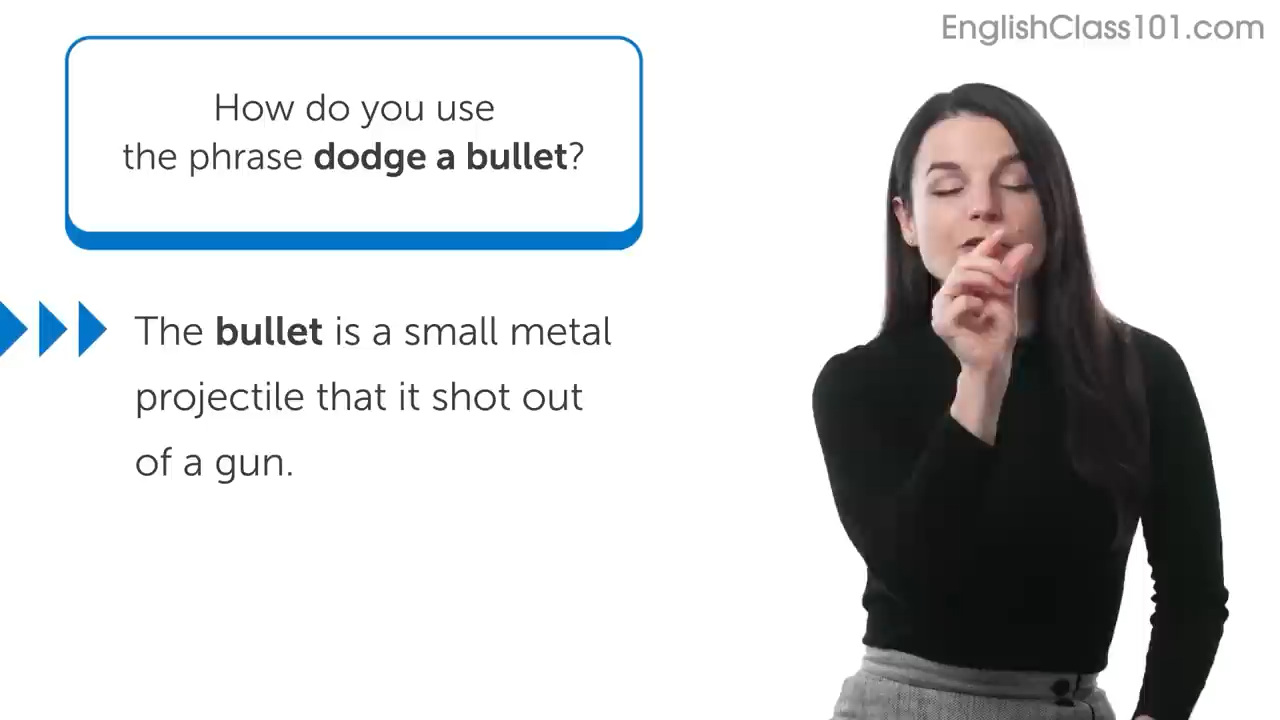 EnglishClass101.com
How do you use
the phrase dodge a bullet?
The bullet is a small metal
projectile that it shot out
of a gun.